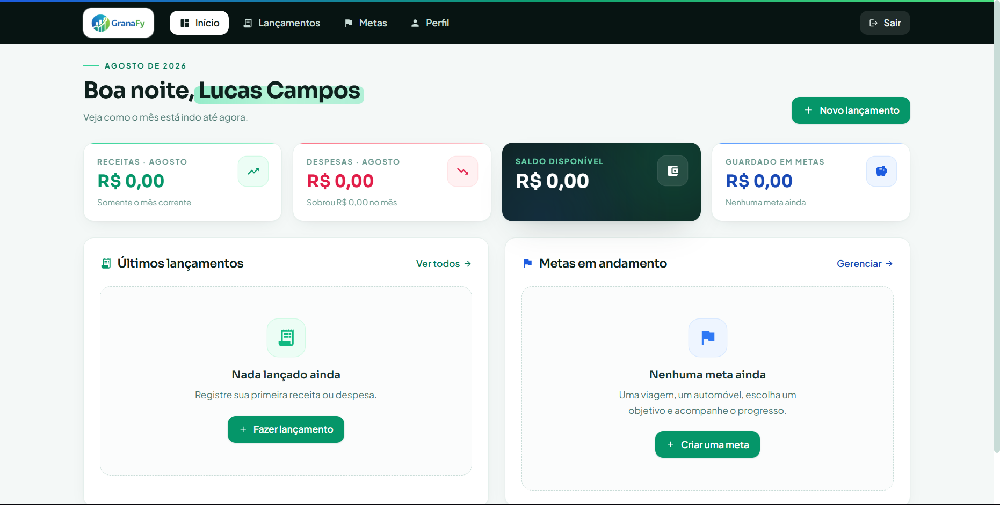 GranaFy
Início
Lançamentos
Metas
Perfil
Sair
AGOSTO DE 2026
Boa noite, Lucas Campos
Veja como o mês está indo até agora.
Novo lançamento
RECEITAS · AGOSTO
R$ 0,00
Somente o mês corrente
DESPESAS · AGOSTO
R$ 0,00
Sobrou R$ 0,00 no mês
SALDO DISPONÍVEL
R$ 0,00
GUARDADO EM METAS
R$ 0,00
Nenhuma meta ainda
Últimos lançamentos
Ver todos
Nada lançado ainda
Registre sua primeira receita ou despesa.
Fazer lançamento
Metas em andamento
Gerenciar
Nenhuma meta ainda
Uma viagem, um automóvel, escolha um
objetivo e acompanhe o progresso.
Criar uma meta